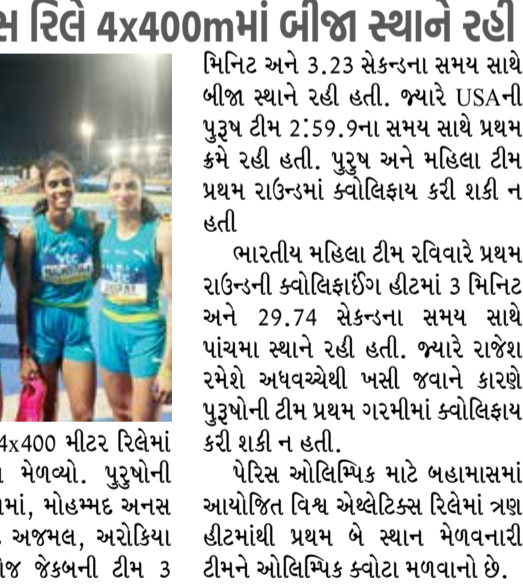 સ રિલે 4x400mમાં બીજા સ્થાને રહી
4x400 મીટર રિલેમાં
મેળવ્યો. પુરુષોની
માં, મોહમ્મદ અનસ
અજમલ, અરોકિયા
જેકબની ટીમ 3
મિનિટ અને 3.23 સેકન્ડના સમય સાથે
બીજા સ્થાને રહી હતી. જ્યારે USAની
પુરૂષ ટીમ 2:59.9ના સમય સાથે પ્રથમ
ક્રમે રહી હતી. પુરુષ અને મહિલા ટીમ
પ્રથમ રાઉન્ડમાં ક્વોલિફાય કરી શકી ન
હતી
ભારતીય મહિલા ટીમ રવિવારે પ્રથમ
રાઉન્ડની ક્વોલિફાઈંગ હીટમાં 3 મિનિટ
અને 29.74 સેકન્ડના સમય સાથે
પાંચમા સ્થાને રહી હતી. જ્યારે રાજેશ
રમેશે અધવચ્ચેથી ખસી જવાને કારણે
પુરૂષોની ટીમ પ્રથમ ગરમીમાં ક્વોલિફાય
કરી શકી ન હતી.
પેરિસ ઓલિમ્પિક માટે બહામાસમાં
આયોજિત વિશ્વ એથ્લેટિક્સ રિલેમાં ત્રણ
હીટમાંથી પ્રથમ બે સ્થાન મેળવનારી
ટીમને ઓલિમ્પિક ક્વોટા મળવાનો છે.